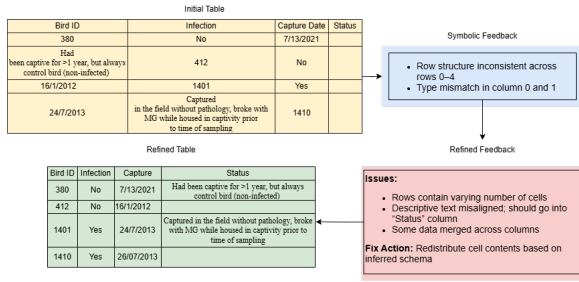 Initial Table
Bird ID Infection Capture Date Status
380 No 7/13/2021
Had
been captive for >1 year, but always
control bird (non-infected)
412 No
16/1/2012 1401 Yes
24/7/2013
Captured
in the field without pathology, broke with
MG while housed in captivity prior
to time of sampling
1410
Symbolic Feedback
Row structure inconsistent across
rows 0–4
Type mismatch in column 0 and 1
Refined Feedback
Issues:
Rows contain varying number of cells
Descriptive text misaligned; should go into
"Status" column
Some data merged across columns
Fix Action: Redistribute cell contents based on
inferred schema
Refined Table
Bird ID Infection Capture Status
380 No 7/13/2021
Had been captive for >1 year, but always
control bird (non-infected)
412 No 16/1/2012
1401 Yes 24/7/2013
Captured in the field without pathology, broke
with MG while housed in captivity prior to
time of sampling
1410 Yes 26/07/2013